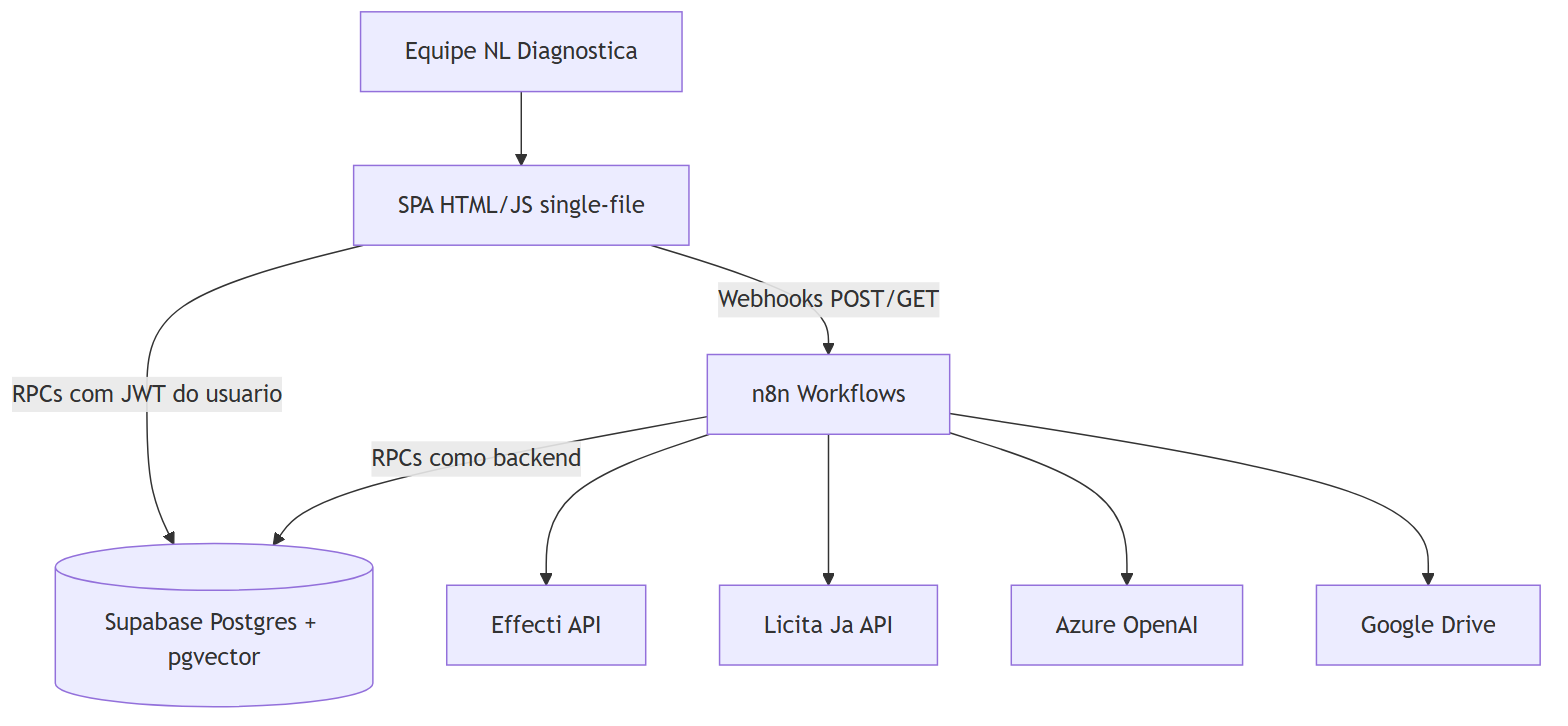 Equipe NL Diagnostica
SPA HTML/JS single-file
Webhooks POST/GET
RPCs com JWT do usuario
n8n Workflows
RPCs como backend
Supabase Postgres +
pgvector
Effecti API
Licita Ja API
Azure OpenAI
Google Drive